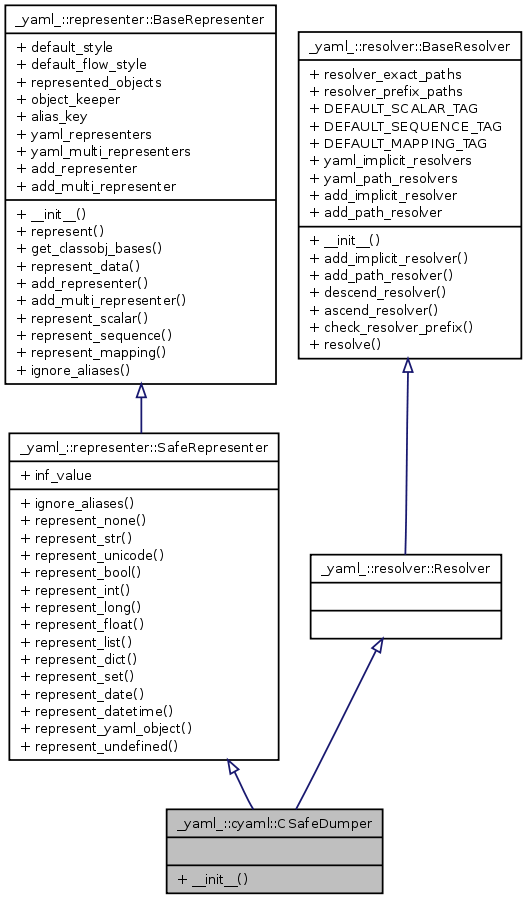 _yaml_::representer::BaseRepresenter
+ default_style
+ default_flow_style
+ represented_objects
+ object_keeper
+ alias_key
+ yaml_representers
+ yaml_multi_representers
+ add_representer
+ add_multi_representer
+ __init__()
+ represent()
+ get_classobj_bases()
+ represent_data()
+ add_representer()
+ add_multi_representer()
+ represent_scalar()
+ represent_sequence()
+ represent_mapping()
+ ignore_aliases()
_yaml_::resolver::BaseResolver
+ resolver_exact_paths
+ resolver_prefix_paths
+ DEFAULT_SCALAR_TAG
+ DEFAULT_SEQUENCE_TAG
+ DEFAULT_MAPPING_TAG
+ yaml_implicit_resolvers
+ yaml_path_resolvers
+ add_implicit_resolver
+ add_path_resolver
+ __init__()
+ add_implicit_resolver()
+ add_path_resolver()
+ descend_resolver()
+ ascend_resolver()
+ check_resolver_prefix()
+ resolve()
_yaml_::representer::SafeRepresenter
+ inf_value
+ ignore_aliases()
+ represent_none()
+ represent_str()
+ represent_unicode()
+ represent_bool()
+ represent_int()
+ represent_long()
+ represent_float()
+ represent_list()
+ represent_dict()
+ represent_set()
+ represent_date()
+ represent_datetime()
+ represent_yaml_object()
+ represent_undefined()
_yaml_::resolver::Resolver
_yaml_::cyaml::CSafeDumper
+ __init__()